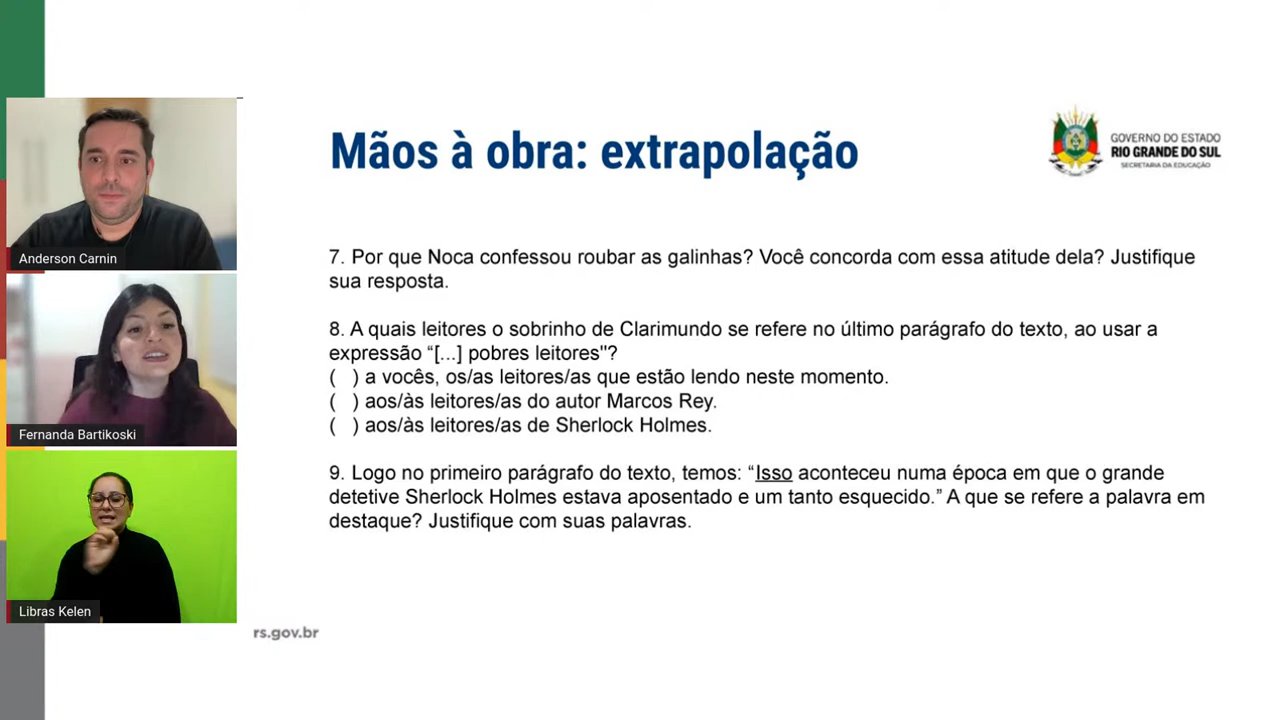 Mãos à obra: extrapolação
GOVERNO DO ESTADO
RIO GRANDE DO SUL
SECRETARIA DA EDUCAÇÃO
Anderson Carnin
Fernanda Bartikoski
Libras Kelen
7. Por que Noca confessou roubar as galinhas? Você concorda com essa atitude dela? Justifique
sua resposta.
8. A quais leitores o sobrinho de Clarimundo se refere no último parágrafo do texto, ao usar a
expressão “[...] pobres leitores"?
( ) a vocês, os/as leitores/as que estão lendo neste momento.
( ) aos/às leitores/as do autor Marcos Rey.
( ) aos/às leitores/as de Sherlock Holmes.
9. Logo no primeiro parágrafo do texto, temos: “Isso aconteceu numa época em que o grande
detetive Sherlock Holmes estava aposentado e um tanto esquecido.” A que se refere a palavra em
destaque? Justifique com suas palavras.
rs.gov.br